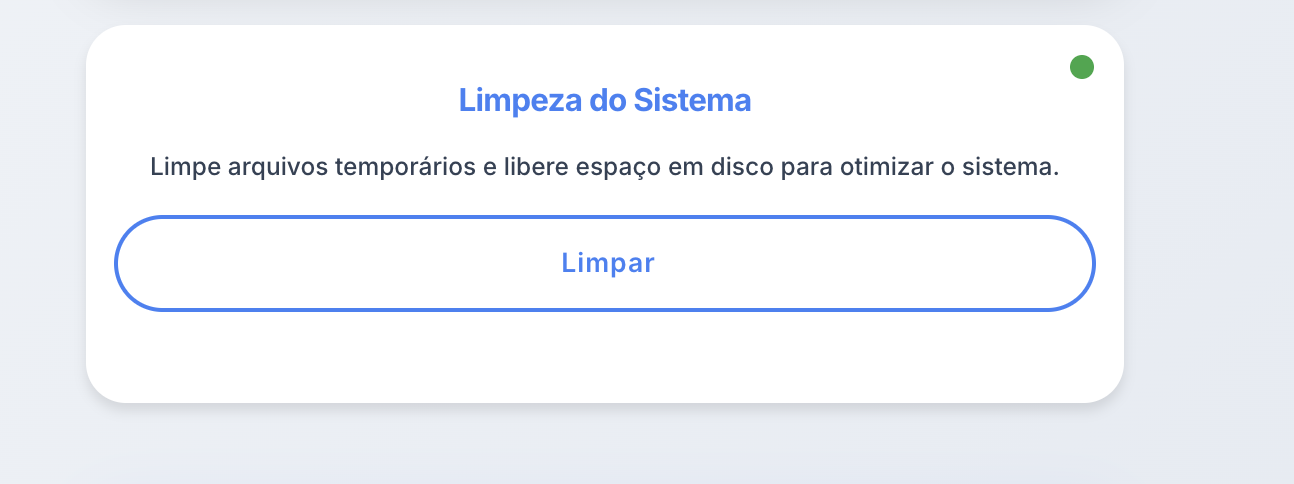 Limpeza do Sistema
Limpe arquivos temporários e libere espaço em disco para otimizar o sistema.
Limpar